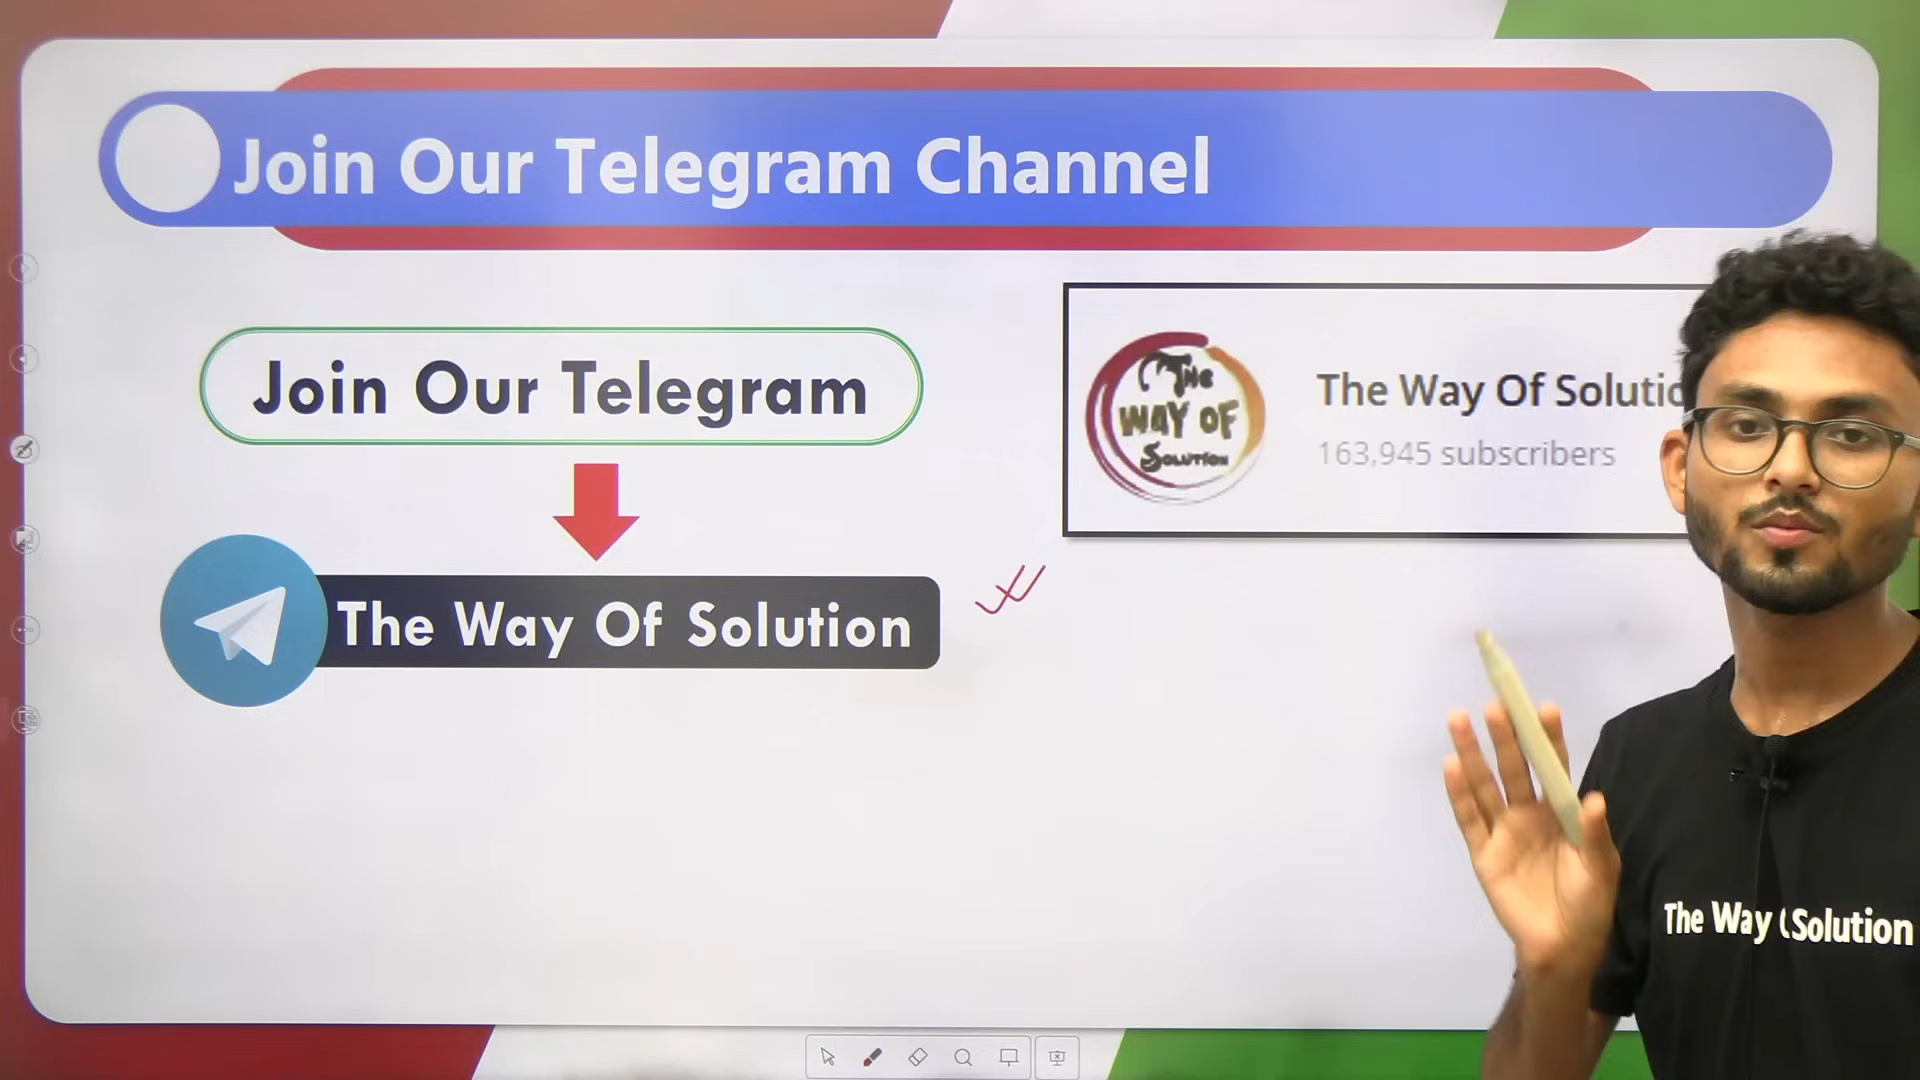 Join Our Telegram Channel
Join Our Telegram
The Way Of Solution
THE
WAY OF
SOLUTION
The Way Of Solutio
163,945 subscribers
The Way Solution